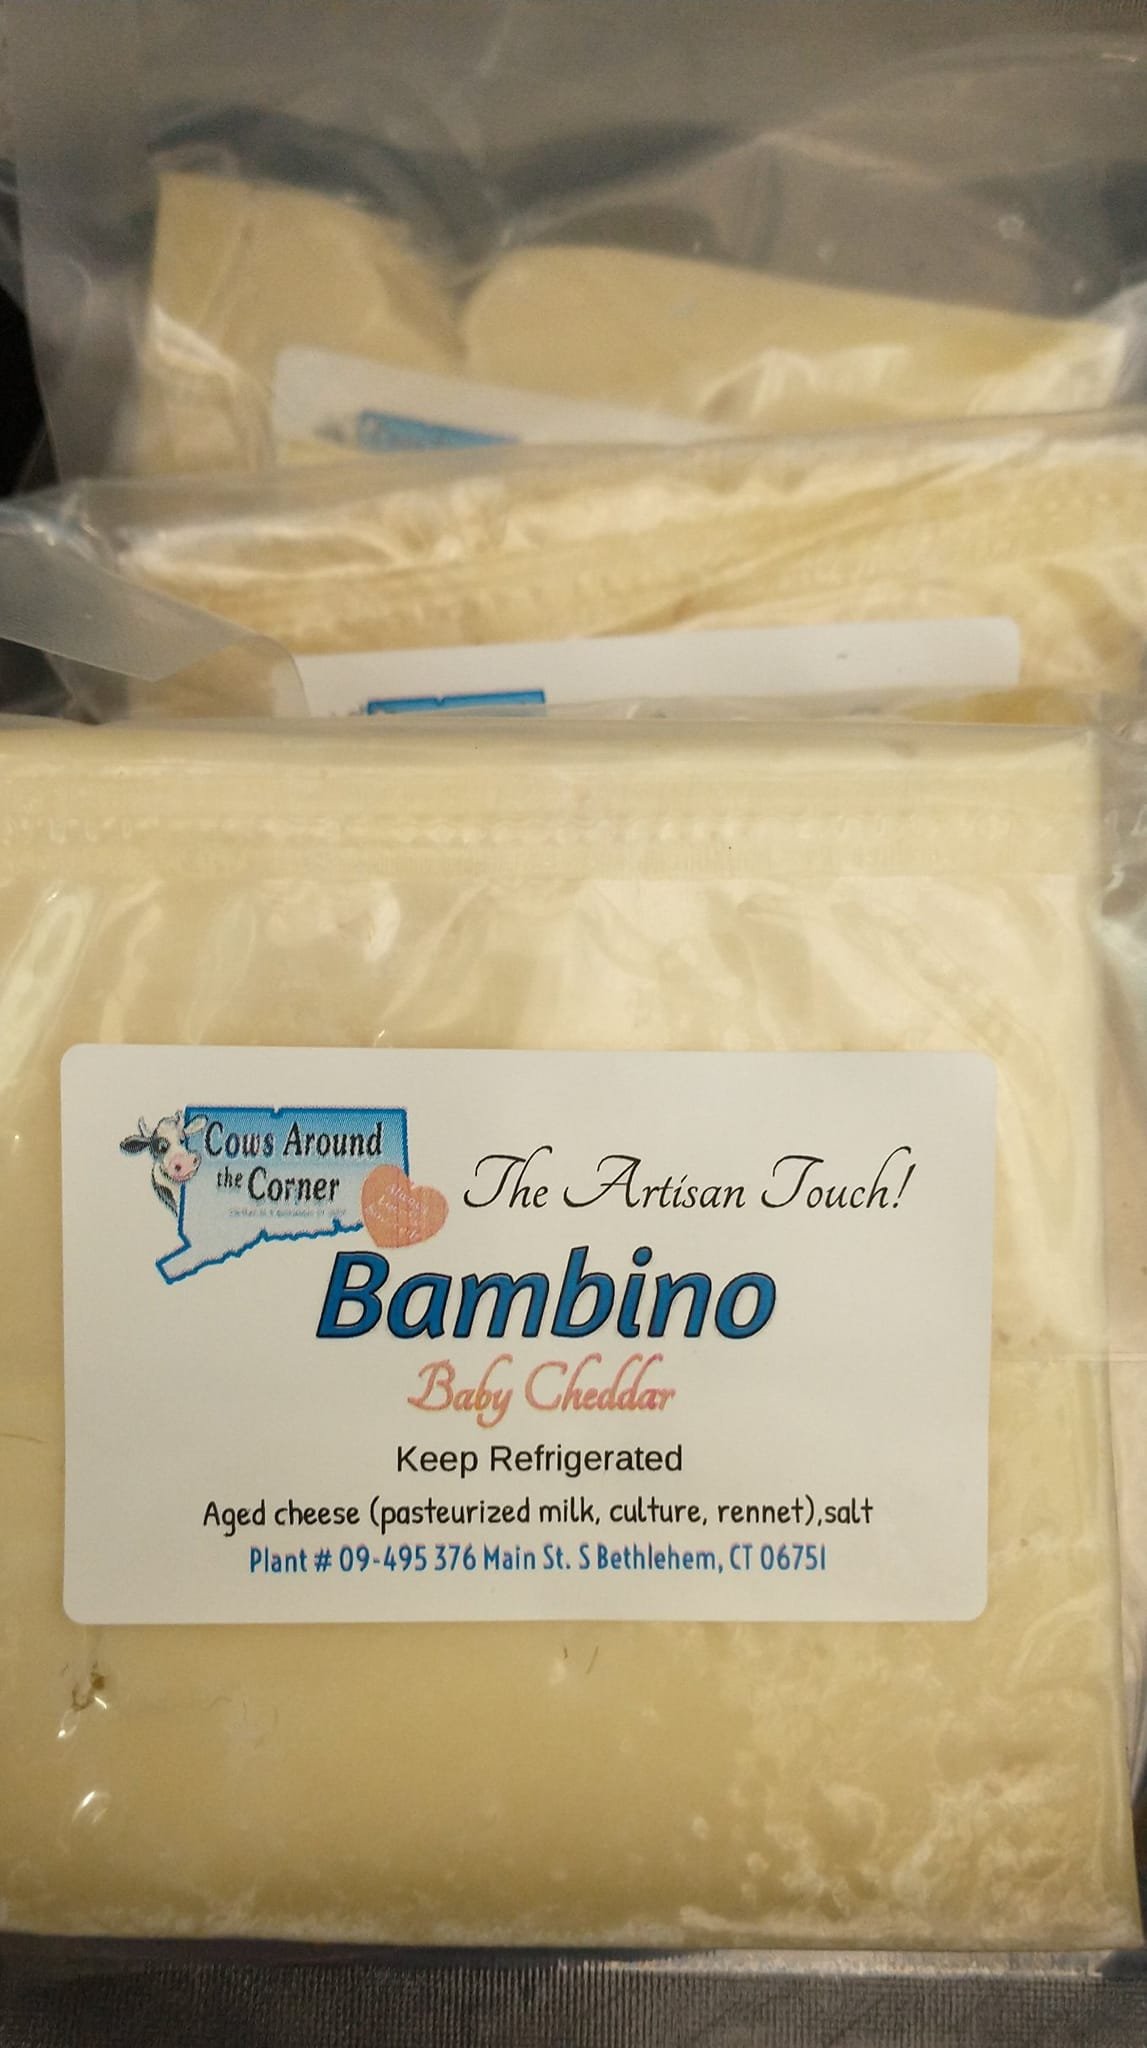 Cows Around
the Corner
The Artisan Touch!
Bambino
Baby Cheddar
Keep Refrigerated
Aged cheese (pasteurized milk, culture, rennet),salt
Plant # 09-495 376 Main St. S Bethlehem, CT 06751